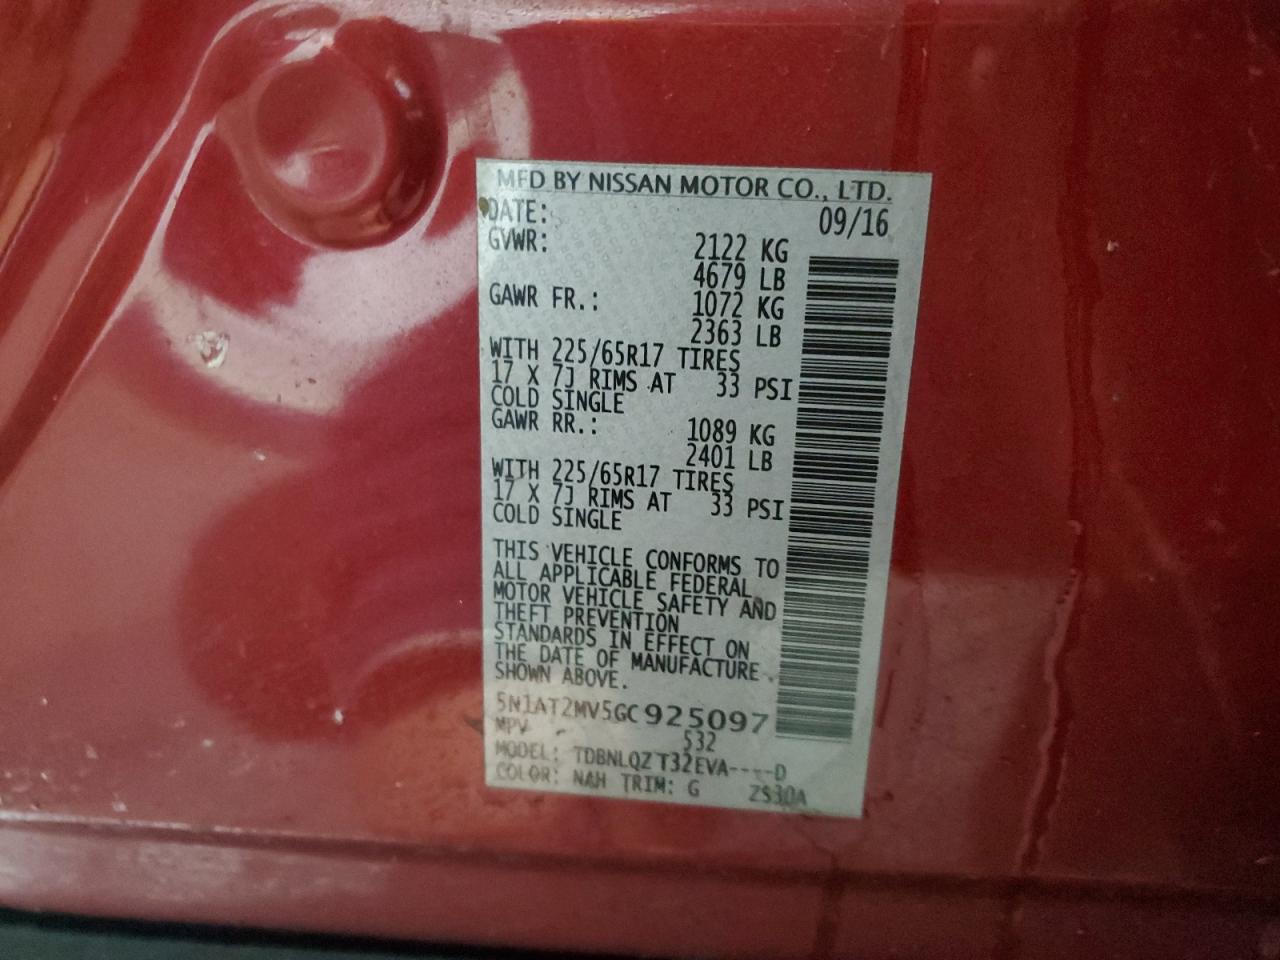 MFD BY NISSAN MOTOR CO., LTD.
DATE: 09/16
GVWR: 2122 KG
4679 LB
GAWR FR.: 1072 KG
2363 LB
WITH 225/65R17 TIRES
17 X 7J RIMS AT 33 PSI
COLD SINGLE
GAWR RR.: 1089 KG
2401 LB
WITH 225/65R17 TIRES
17 X 7J RIMS AT 33 PSI
COLD SINGLE
THIS VEHICLE CONFORMS TO
ALL APPLICABLE FEDERAL
MOTOR VEHICLE SAFETY AND
THEFT PREVENTION
STANDARDS IN EFFECT ON
THE DATE OF MANUFACTURE
SHOWN ABOVE.
5N1AT2MV5GC925097
MPV 532
MODEL: TDBNLQZ T32EVA----D
COLOR: NAH TRIM: G ZS30A